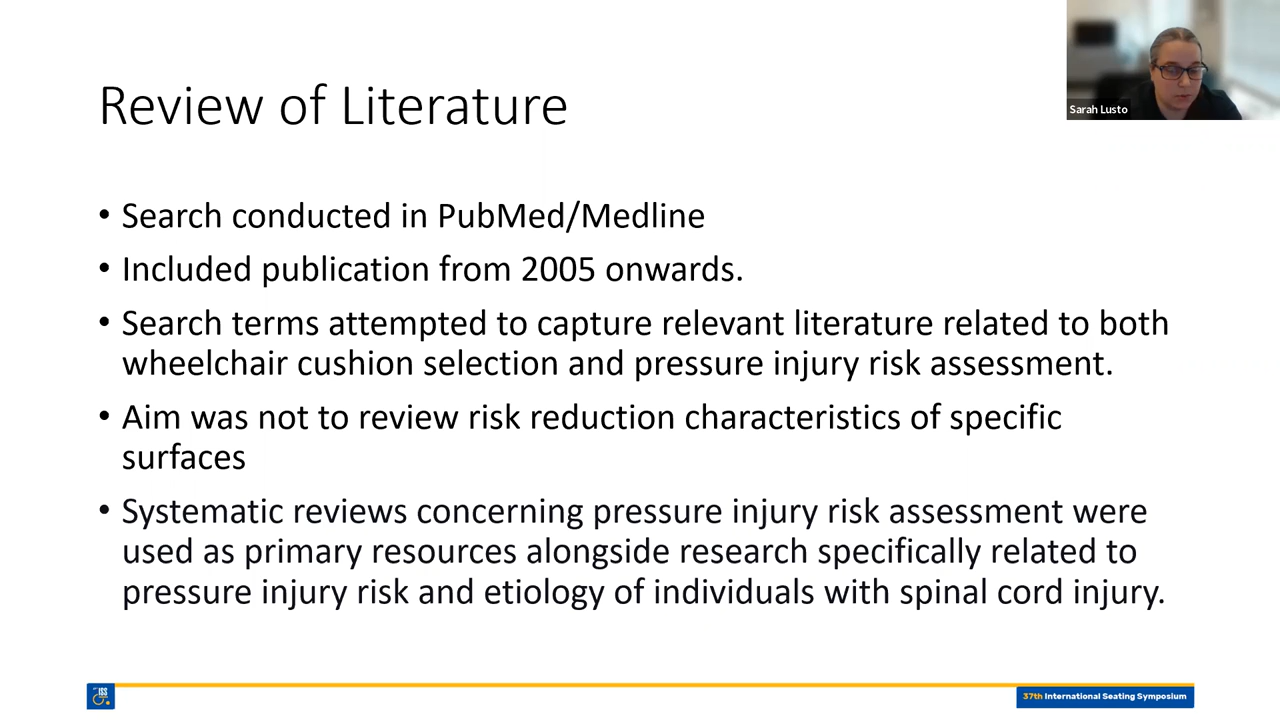 Sarah Lusto
Review of Literature
• Search conducted in PubMed/Medline
• Included publication from 2005 onwards.
• Search terms attempted to capture relevant literature related to both
wheelchair cushion selection and pressure injury risk assessment.
• Aim was not to review risk reduction characteristics of specific
surfaces
• Systematic reviews concerning pressure injury risk assessment were
used as primary resources alongside research specifically related to
pressure injury risk and etiology of individuals with spinal cord injury.
ISS
37th International Seating Symposium